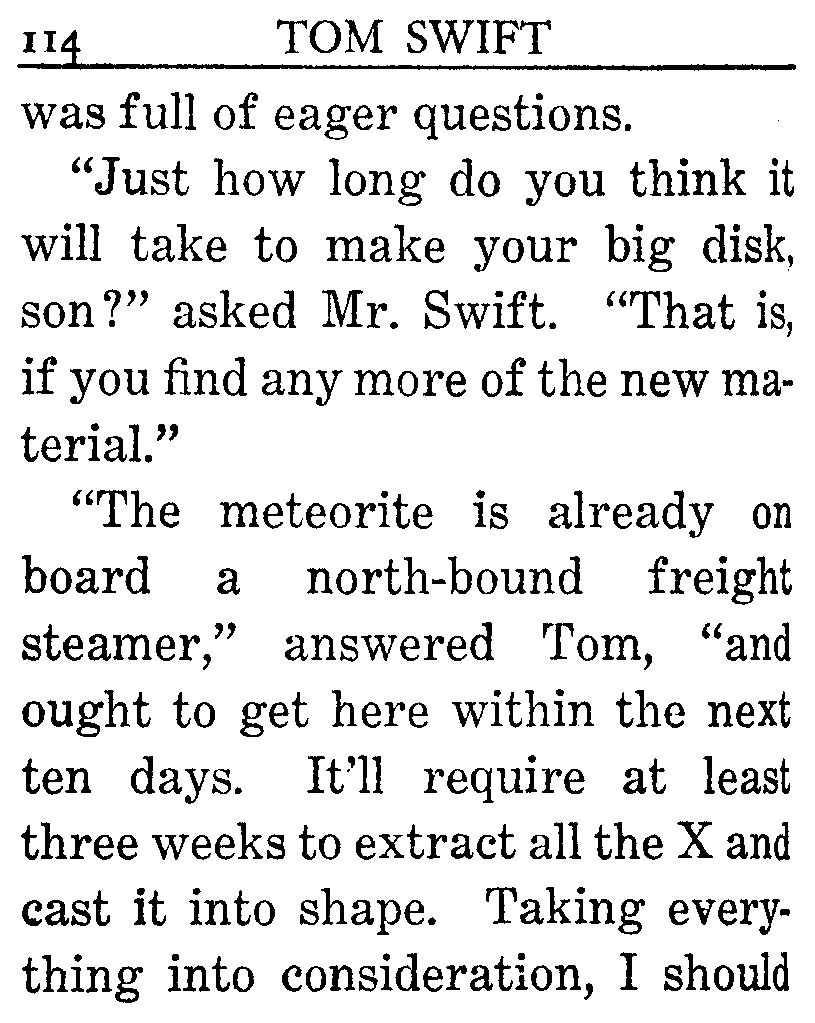 114 TOM SWIFT
was full of eager questions.
“Just how long do you think it
will take to make your big disk,
son?” asked Mr. Swift. “That is,
if you find any more of the new ma-
terial.”
“The meteorite is already on
board a north-bound freight
steamer,” answered Tom, “and
ought to get here within the next
ten days. It’ll require at least
three weeks to extract all the X and
cast it into shape. Taking every-
thing into consideration, I should